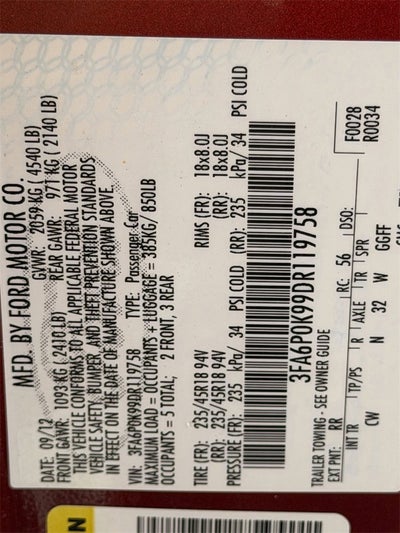 MFD. BY FORD MOTOR CO.
DATE: 09/12 GVWR: 2059 KG (4540 LB)
FRONT GAWR: 1093 KG (2410 LB) REAR GAWR: 971 KG (2140 LB)
THIS VEHICLE CONFORMS TO ALL APPLICABLE FEDERAL MOTOR
VEHICLE SAFETY, BUMPER, AND THEFT PREVENTION STANDARDS
IN EFFECT ON THE DATE OF MANUFACTURE SHOWN ABOVE.
VIN: 3FA6P0K99DR119758 TYPE: Passenger Car
MAXIMUM LOAD = OCCUPANTS + LUGGAGE = 385KG/ 850LB
OCCUPANTS = 5 TOTAL; 2 FRONT, 3 REAR
TIRE (FR): 235/45R18 94V RIMS (FR): 18x8.0J
(RR): 235/45R18 94V (RR): 18x8.0J
PRESSURE (FR): 235 kPa/ 34 PSI COLD (RR): 235 kPa/ 34 PSI COLD
3FA6P0K99DR119758
TRAILER TOWING - SEE OWNER GUIDE F0028
R0034
EXT PNT: RR RC: 56 DSO:
INT TR TP/PS R AXLE TR SPR
CW N 32 W GGFF
N